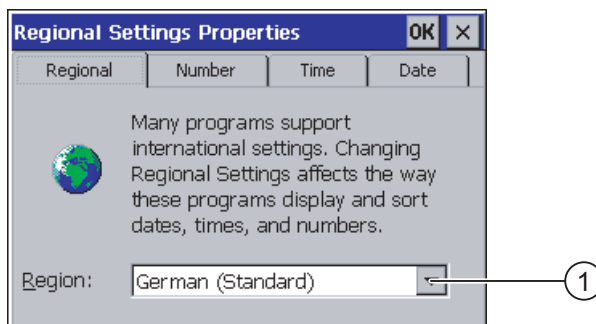 Regional Settings Properties OK ×
Regional Number Time Date
Many programs support
international settings. Changing
Regional Settings affects the way
these programs display and sort
dates, times, and numbers.
Region: German (Standard) 1